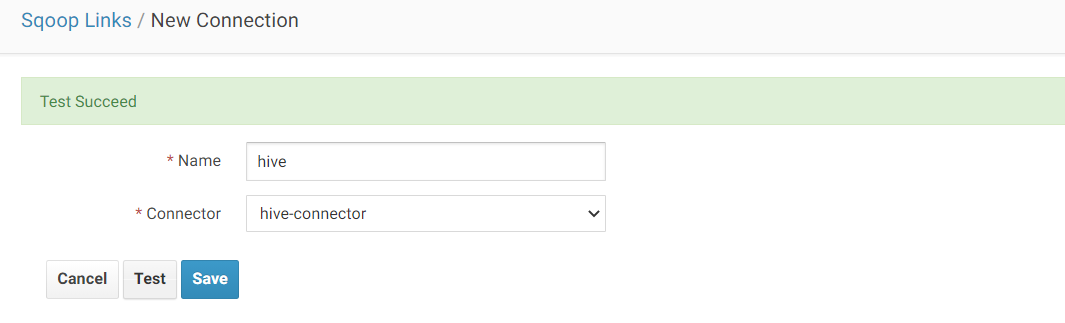 Sqoop Links / New Connection
Test Succeed
* Name hive
* Connector hive-connector
Cancel Test Save